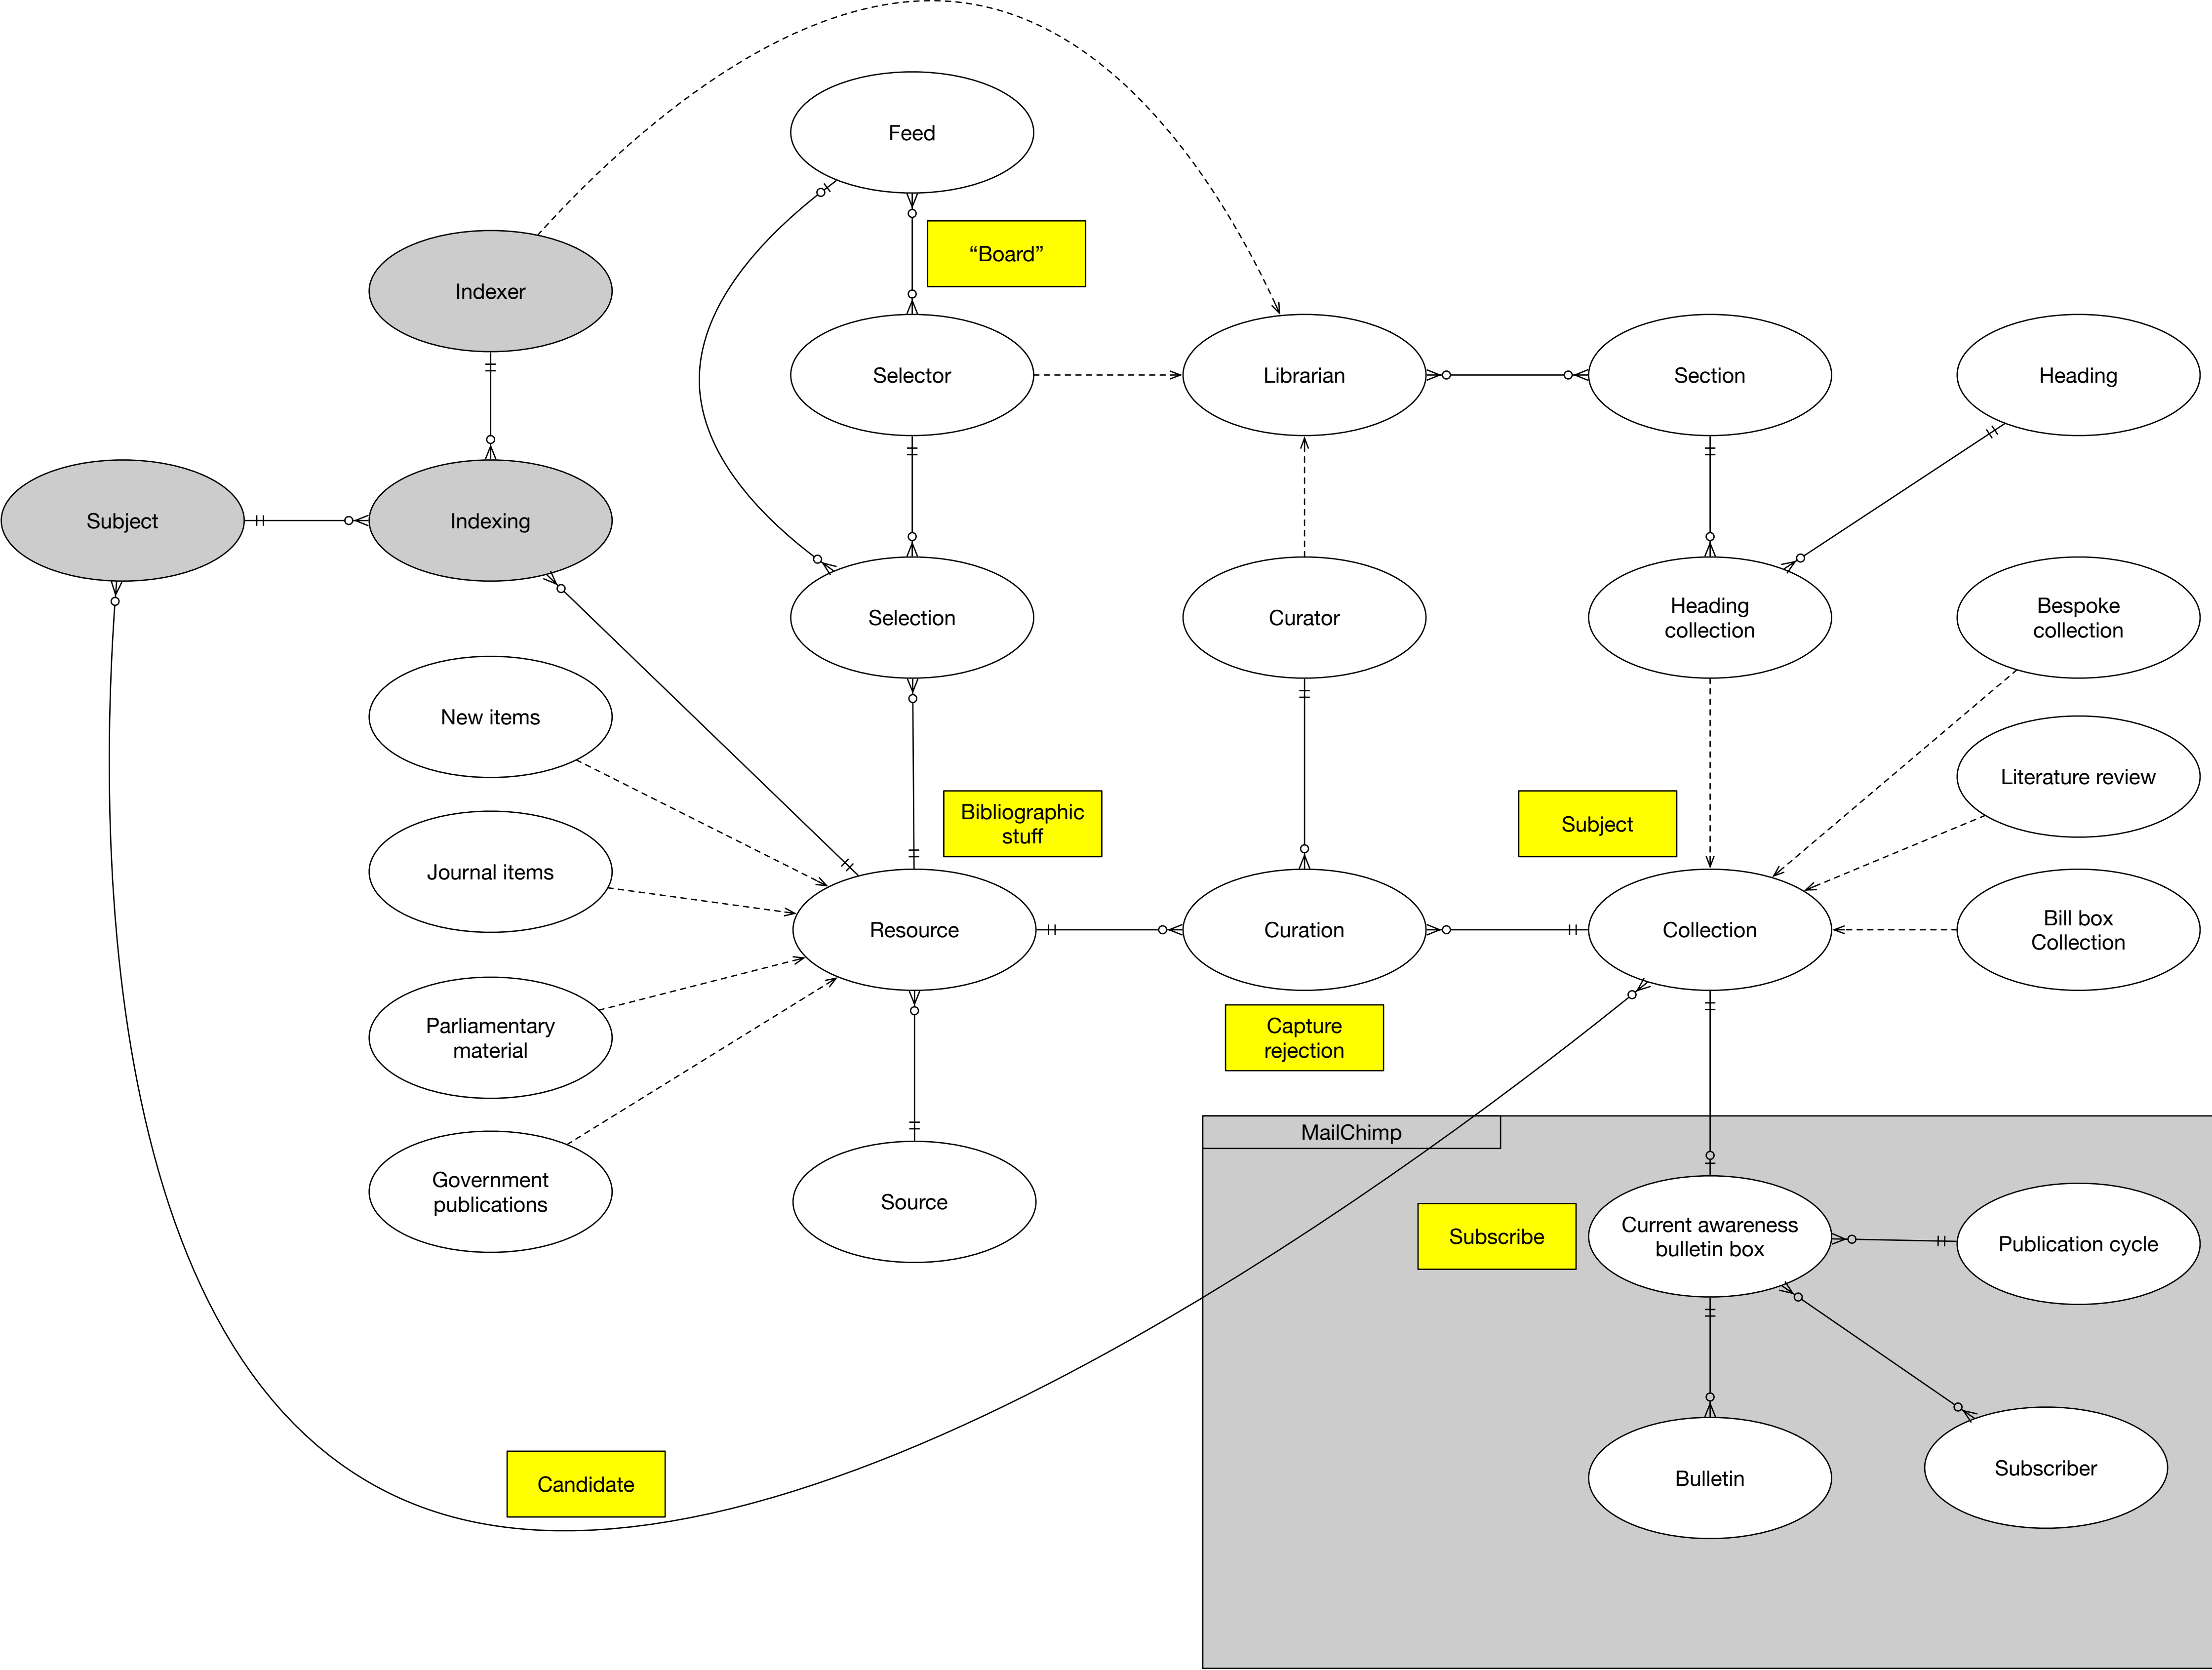 Feed
“Board”
Indexer
Selector
Librarian
Section
Heading
Subject
Indexing
Selection
Curator
Heading
collection
Bespoke
collection
New items
Literature review
Bibliographic
stuff
Subject
Journal items
Resource
Curation
Collection
Bill box
Collection
Parliamentary
material
Capture
rejection
MailChimp
Government
publications
Source
Subscribe
Current awareness
bulletin box
Publication cycle
Candidate
Bulletin
Subscriber